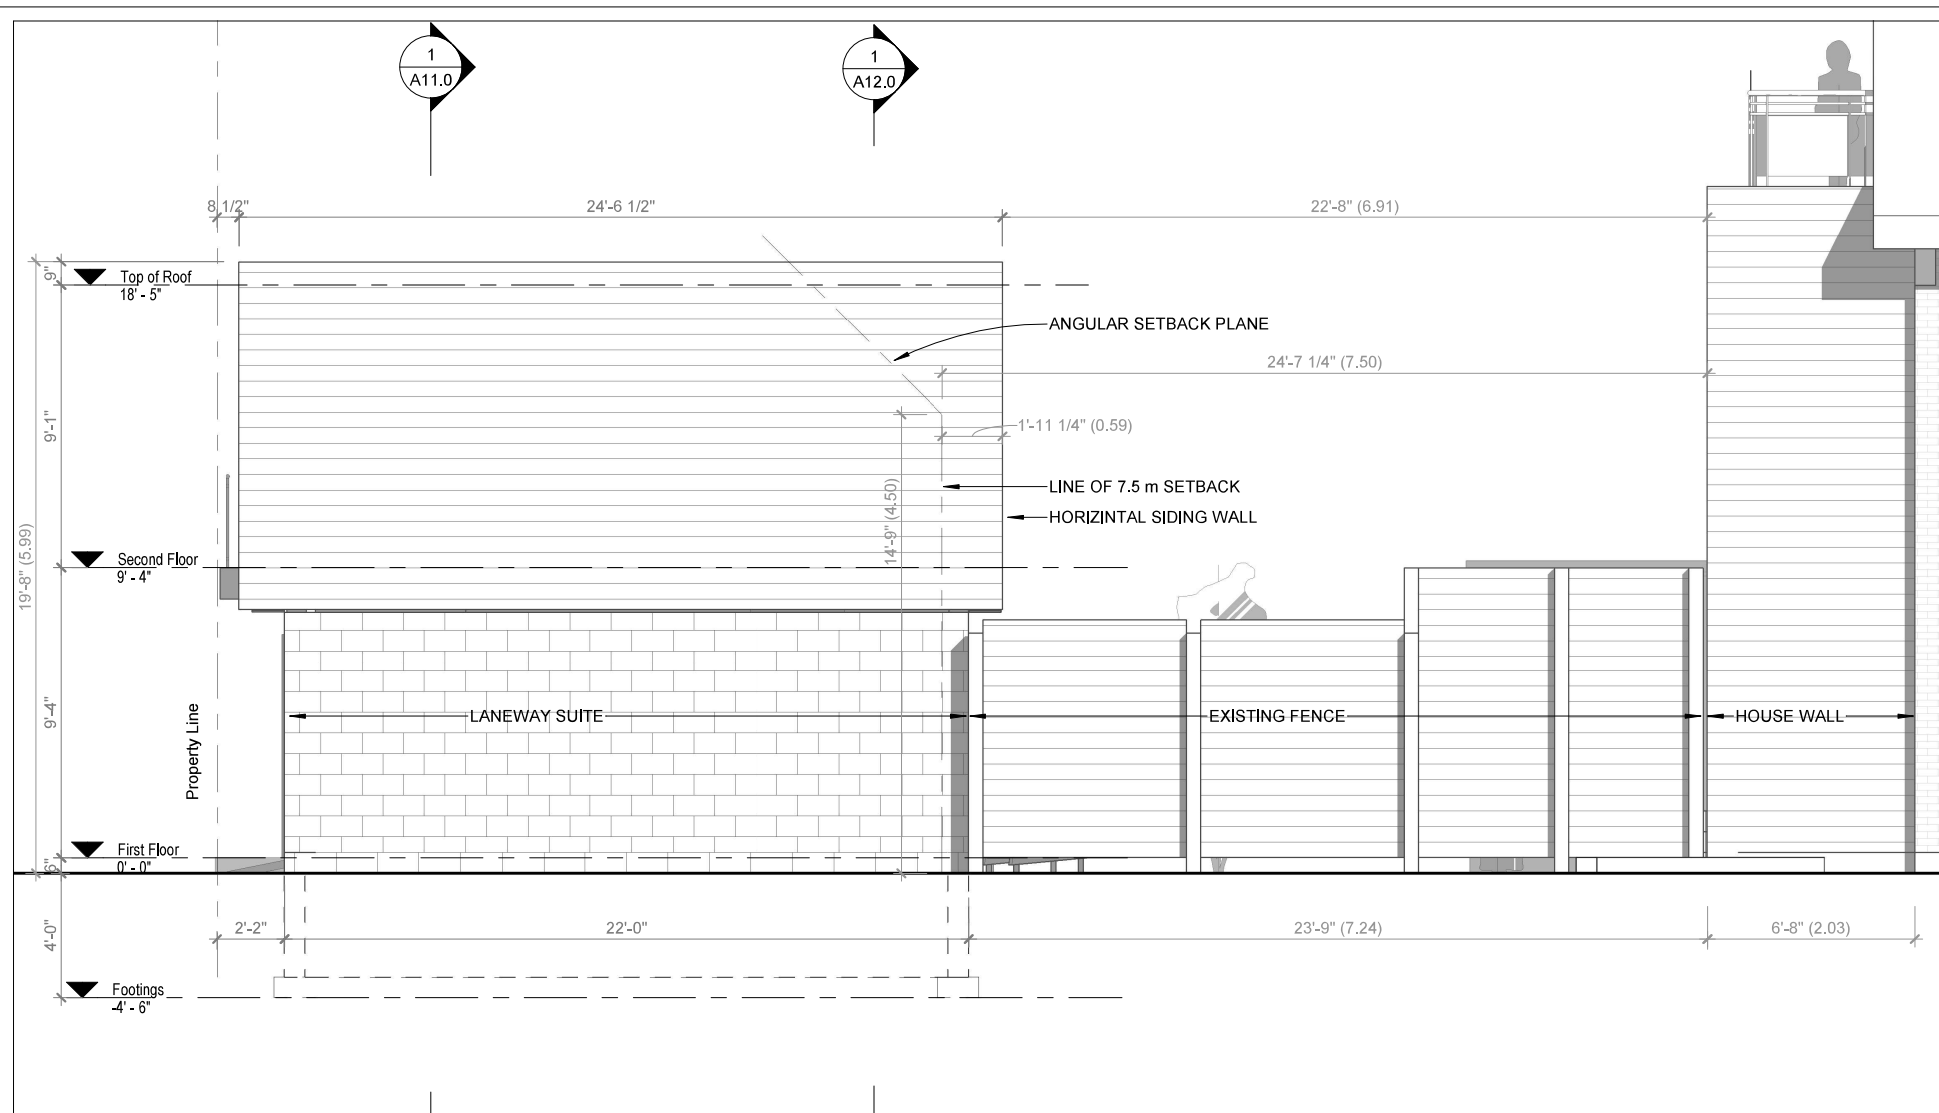 1
A11.0
1
A12.0
8 1/2"
24'-6 1/2"
22'-8" (6.91)
9"
Top of Roof
18' - 5"
ANGULAR SETBACK PLANE
24'-7 1/4" (7.50)
9'-1"
1'-11 1/4" (0.59)
LINE OF 7.5 m SETBACK
14'-9" (4.50)
HORIZINTAL SIDING WALL
19'-8" (5.99)
Second Floor
9' - 4"
9'-4"
Property Line
LANEWAY SUITE
EXISTING FENCE
HOUSE WALL
First Floor
0' - 0"
6"
4'-0"
2'-2"
22'-0"
23'-9" (7.24)
6'-8" (2.03)
Footings
-4' - 6"